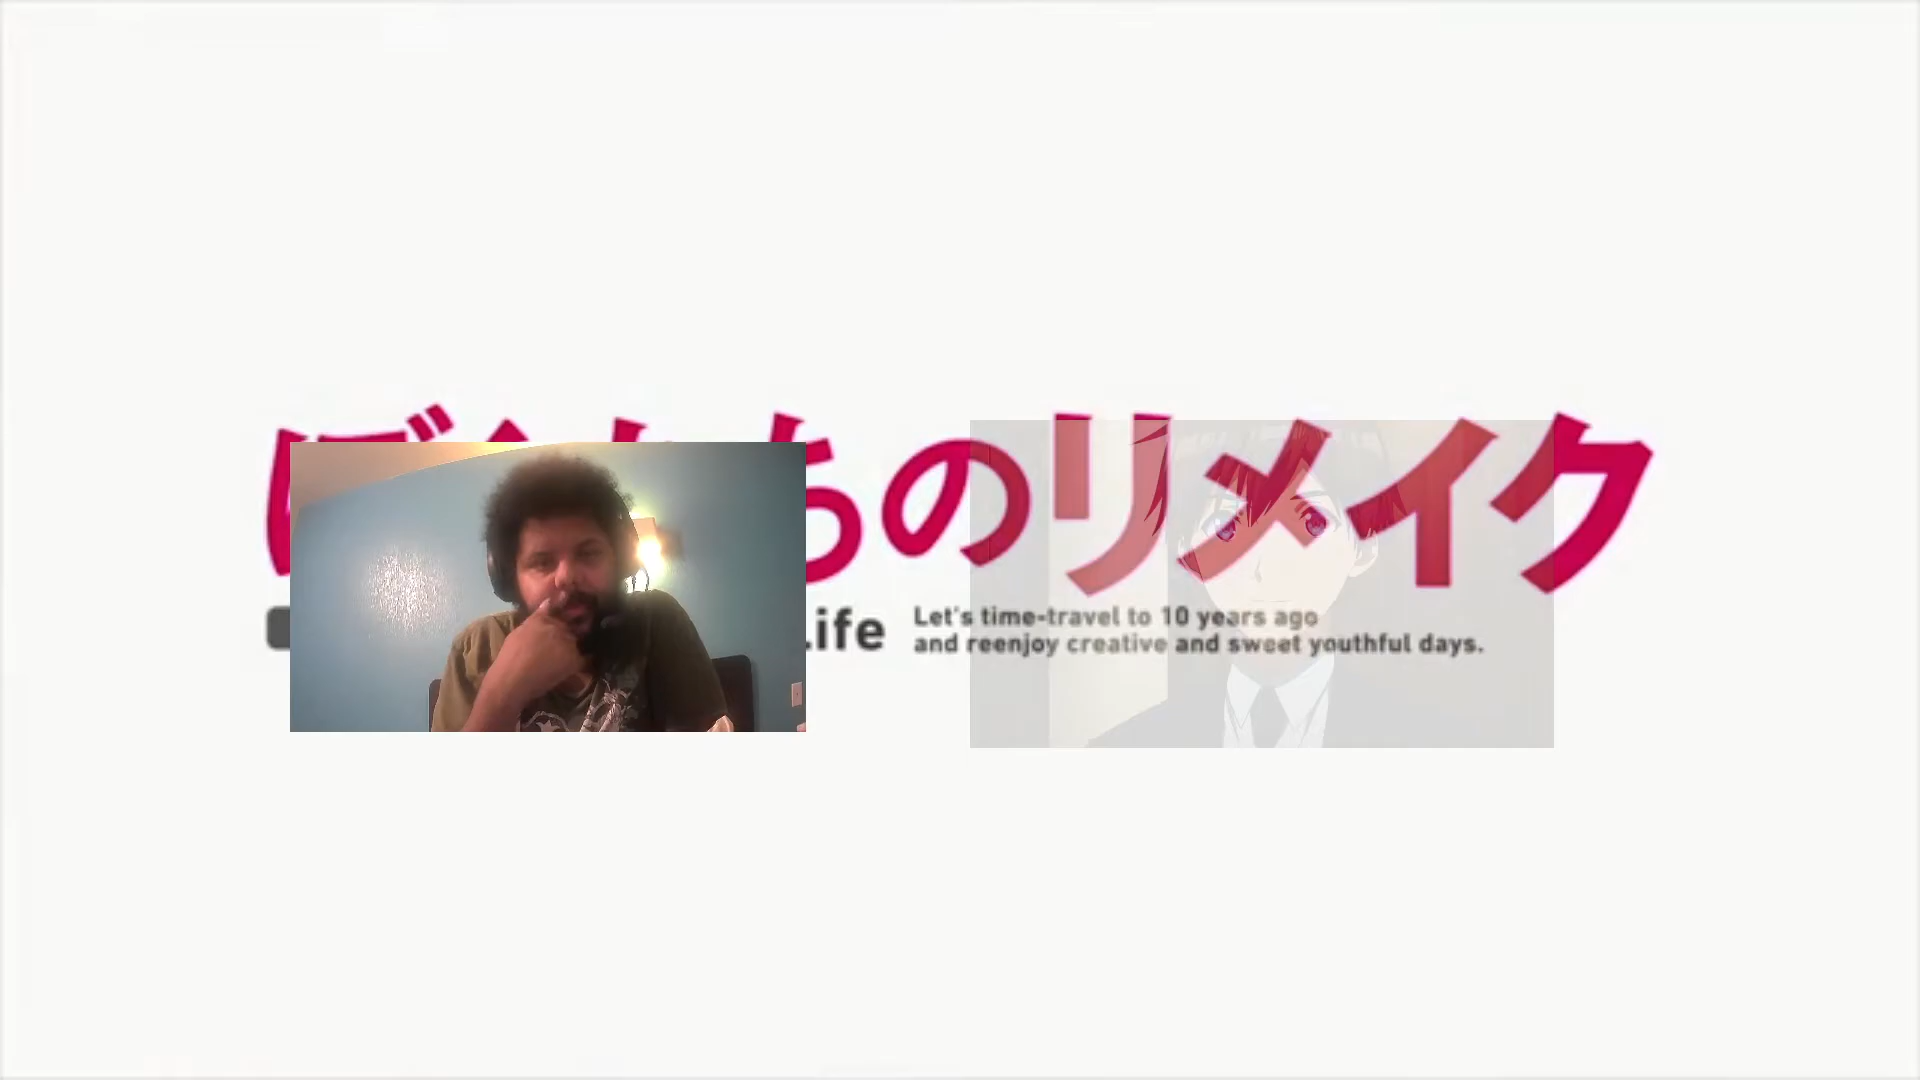 ちのリメイク
Life Let's time-travel to 10 years ago
and reenjoy creative and sweet youthful days.